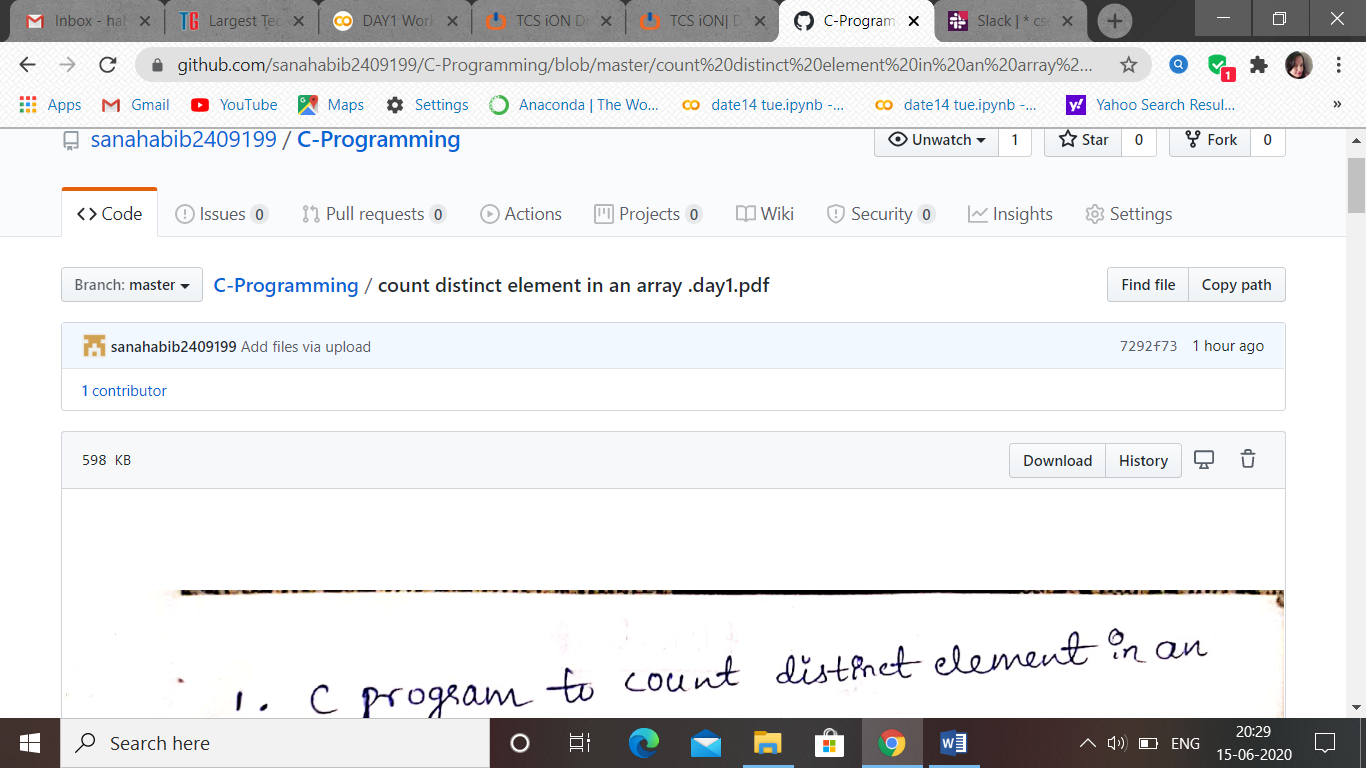 Inbox - hal
Largest Tec
DAY1 Work
TCS iON D
TCS iON| D
C-Program
Slack | * cs
github.com/sanahabib2409199/C-Programming/blob/master/count%20distinct%20element%20in%20an%20array%2...
1
Apps
Gmail
YouTube
Maps
Settings
Anaconda | The Wo...
date14 tue.ipynb -...
date14 tue.ipynb -...
Yahoo Search Resul...
»
sanahabib2409199 / C-Programming
Unwatch 1
Star 0
Fork 0
Code
Issues 0
Pull requests 0
Actions
Projects 0
Wiki
Security 0
Insights
Settings
Branch: master
C-Programming / count distinct element in an array .day1.pdf
Find file
Copy path
sanahabib2409199 Add files via upload
7292f73 1 hour ago
1 contributor
598 KB
Download
History
1. C program to count distinct element in an
Search here
ENG
20:29
15-06-2020